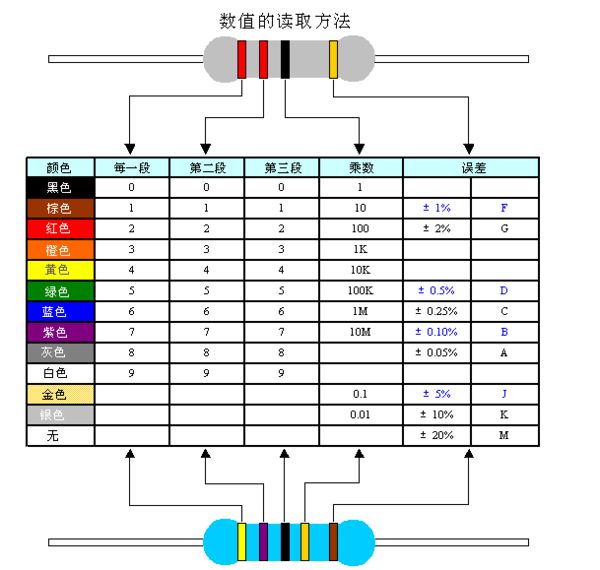 数值的读取方法
颜色 每一段 第二段 第三段 乘数 误差
黑色 0 0 0 1
棕色 1 1 1 10 ± 1% F
红色 2 2 2 100 ± 2% G
橙色 3 3 3 1K
黄色 4 4 4 10K
绿色 5 5 5 100K ± 0.5% D
蓝色 6 6 6 1M ± 0.25% C
紫色 7 7 7 10M ± 0.10% B
灰色 8 8 8 ± 0.05% A
白色 9 9 9
金色 0.1 ± 5% J
银色 0.01 ± 10% K
无 ± 20% M